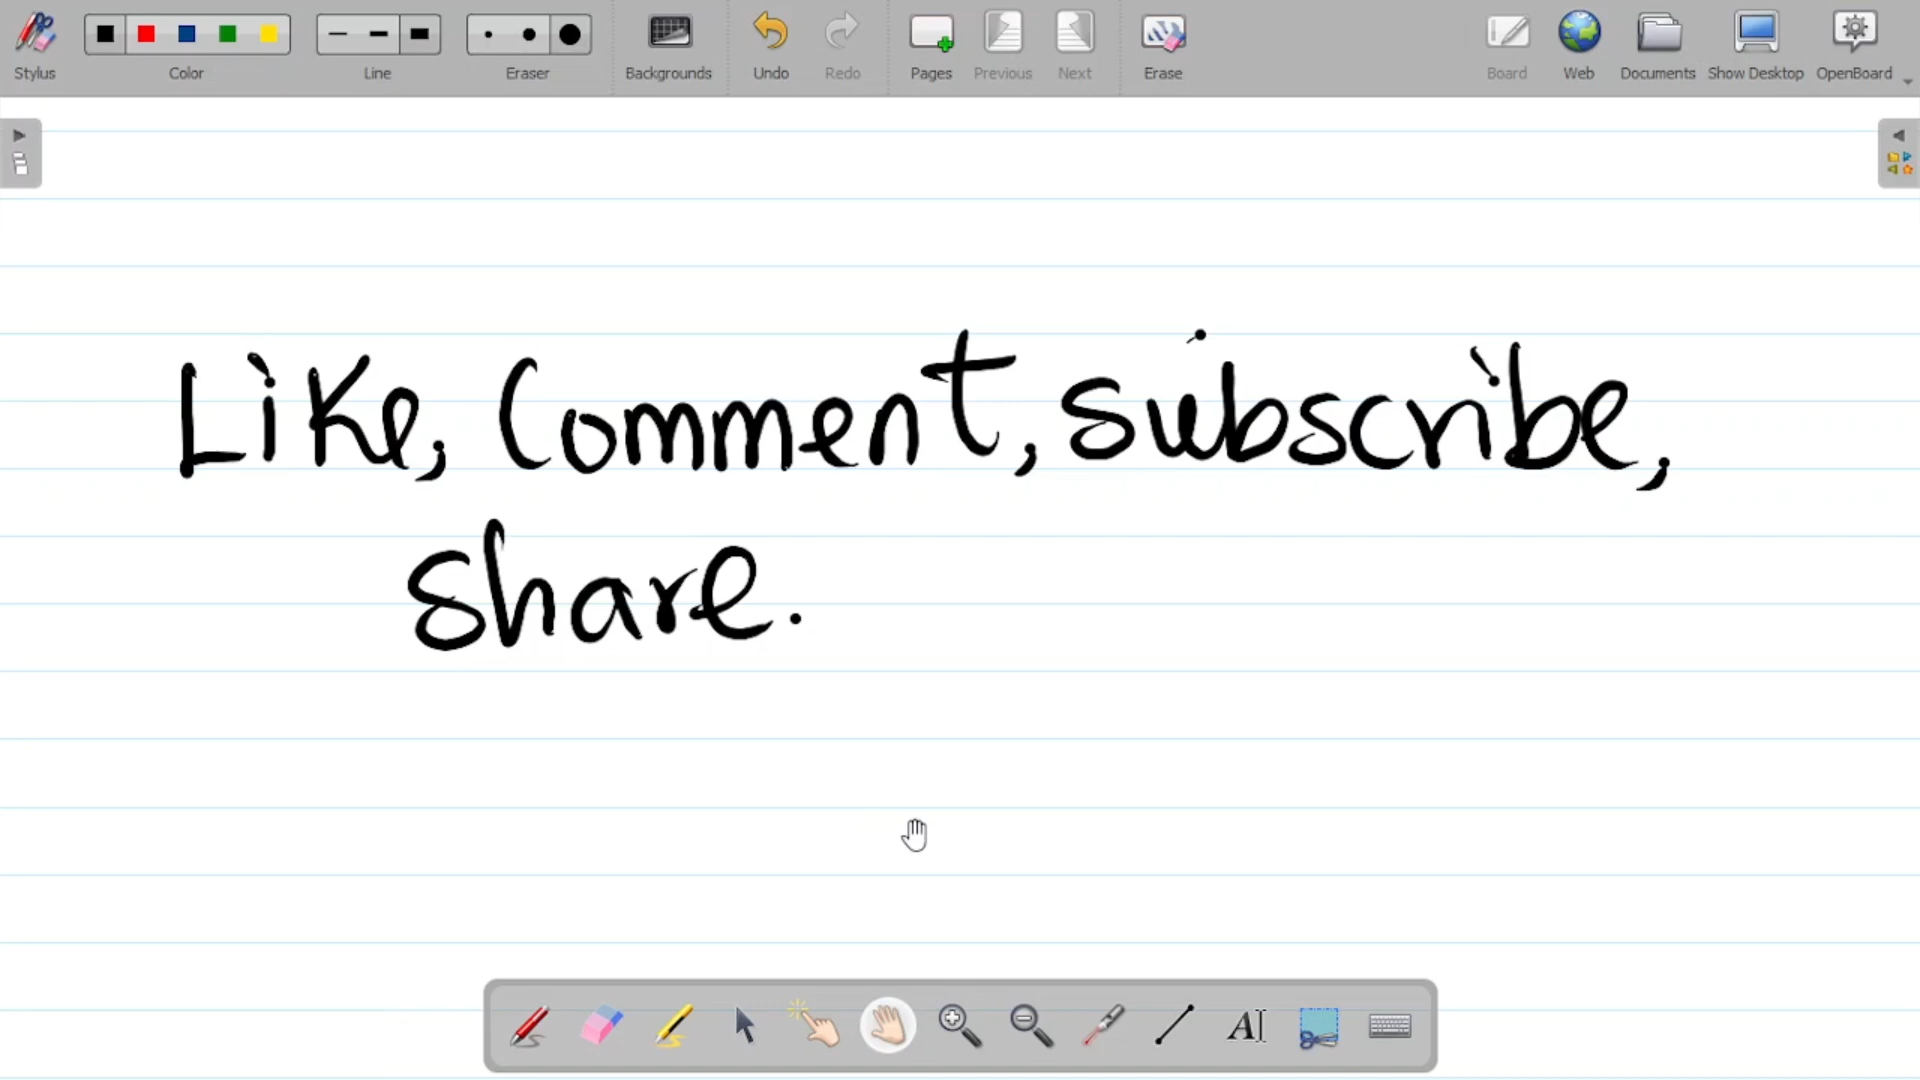 Stylus Color Line Eraser Backgrounds Undo Redo Pages Previous Next Erase Board Web Documents Show Desktop OpenBoard
Like, Comment, subscribe,
share.